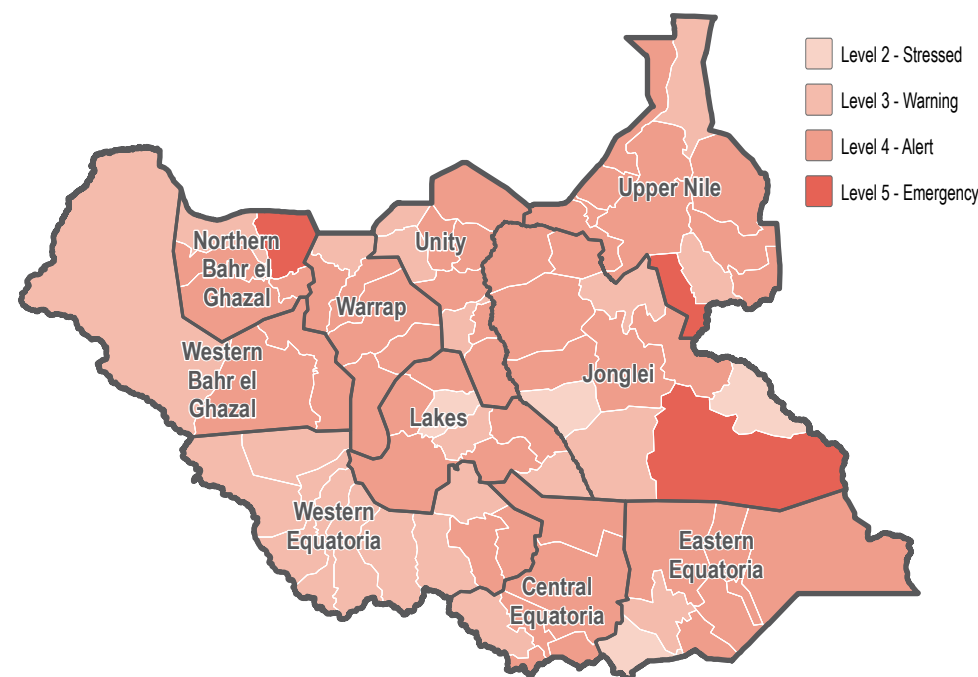 Level 2 - Stressed
Level 3 - Warning
Level 4 - Alert
Level 5 - Emergency
Upper Nile
Northern
Bahr el
Ghazal
Unity
Warrap
Western
Bahr el
Ghazal
Jonglei
Lakes
Western
Equatoria
Eastern
Equatoria
Central
Equatoria